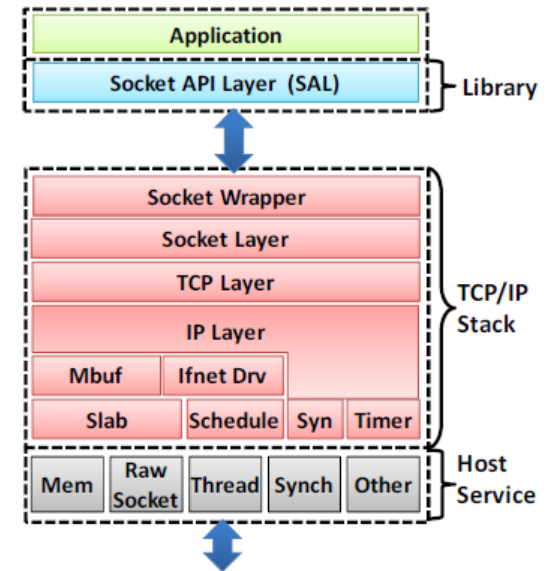 Application
Socket API Layer (SAL)
Library
Socket Wrapper
Socket Layer
TCP Layer
TCP/IP
Stack
IP Layer
Mbuf
Ifnet Drv
Slab
Schedule
Syn
Timer
Mem
Raw
Socket
Thread
Synch
Other
Host
Service